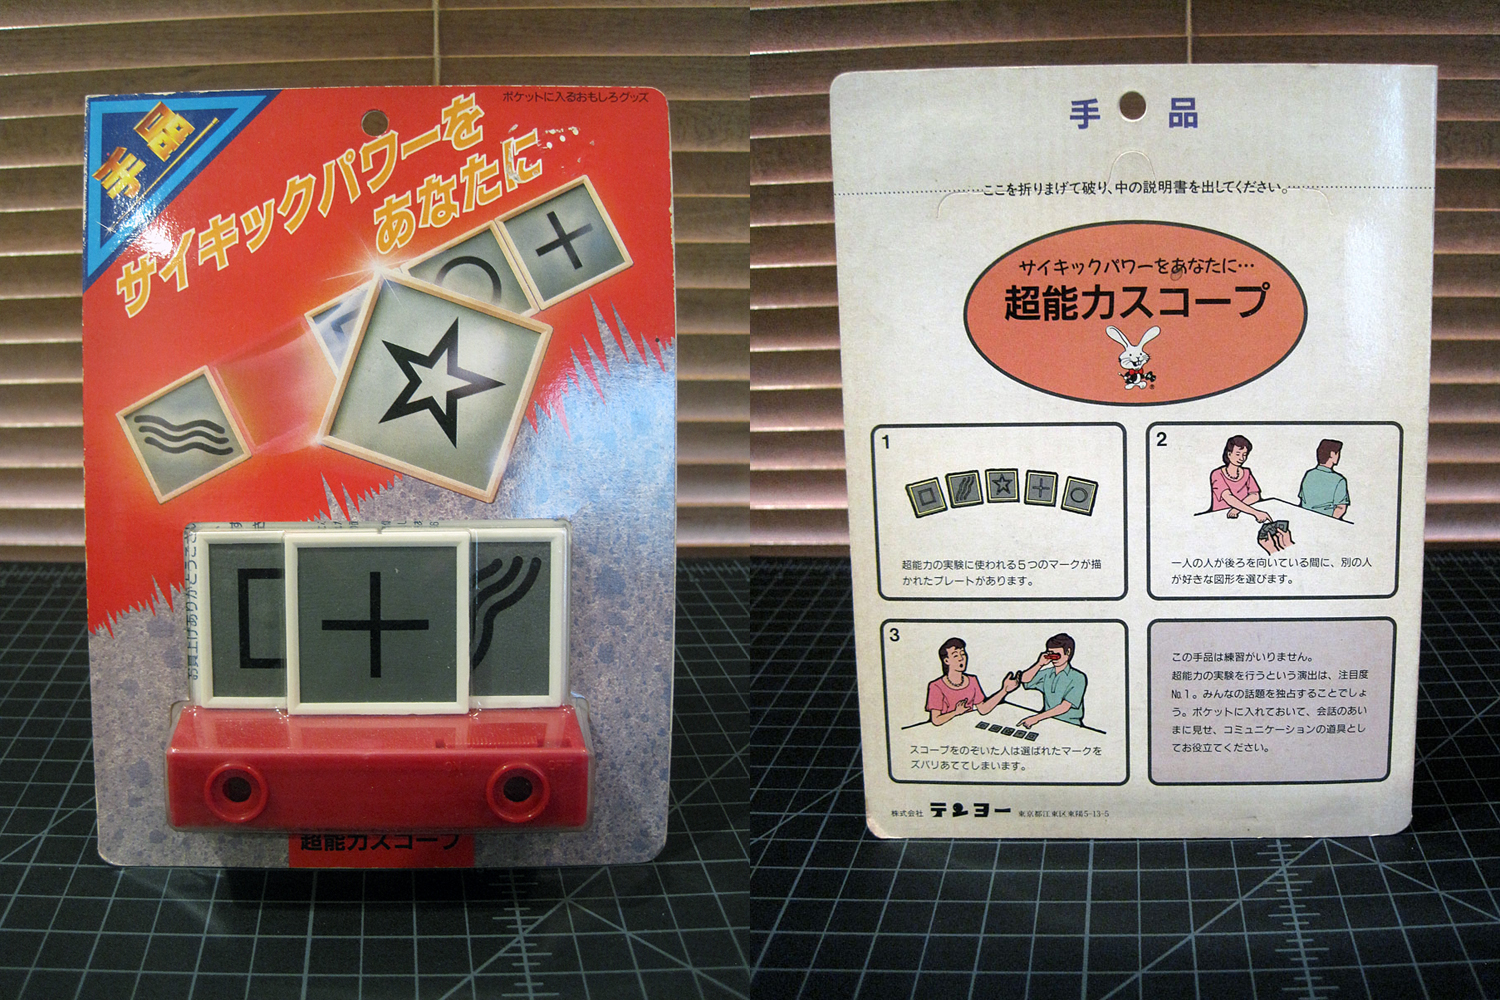 手品
ポケットに入るおもしろグッズ
サイキックパワーを
あなたに…
お買上げありがとうござ
超能力スコープ
手 品
ここを折りまげて破り、中の説明書を出してください。
サイキックパワーをあなたに…
超能力スコープ
1
超能力の実験に使われる5つのマークが描
かれたプレートがあります。
2
一人の人が後ろを向いている間に、別の人
が好きな図形を選びます。
3
スコープをのぞいた人は選ばれたマークを
ズバリあててしまいます。
この手品は練習がいりません。
超能力の実験を行うという演出は、注目度
№1。みんなの話題を独占することでしょ
う。ポケットに入れておいて、会話のあい
まに見せ、コミュニケーションの道具とし
てお役立てください。
株式会社 テンヨー 東京都江東区東陽5-13-5